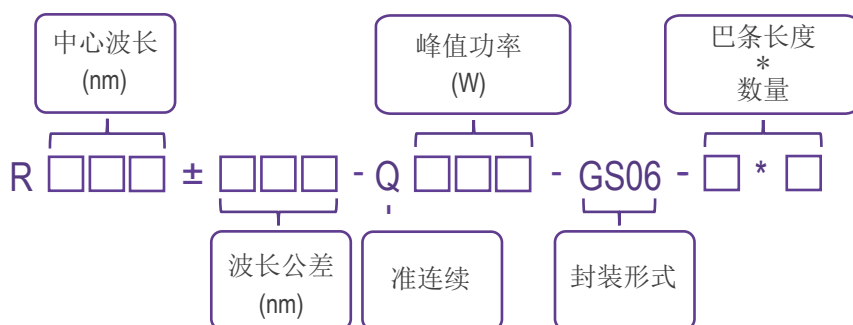 中心波长
(nm)
峰值功率
(W)
巴条长度
*
数量
R □□□ ± □□□ - Q □□□ - GS06 - □ * □
波长公差
(nm)
准连续
封装形式